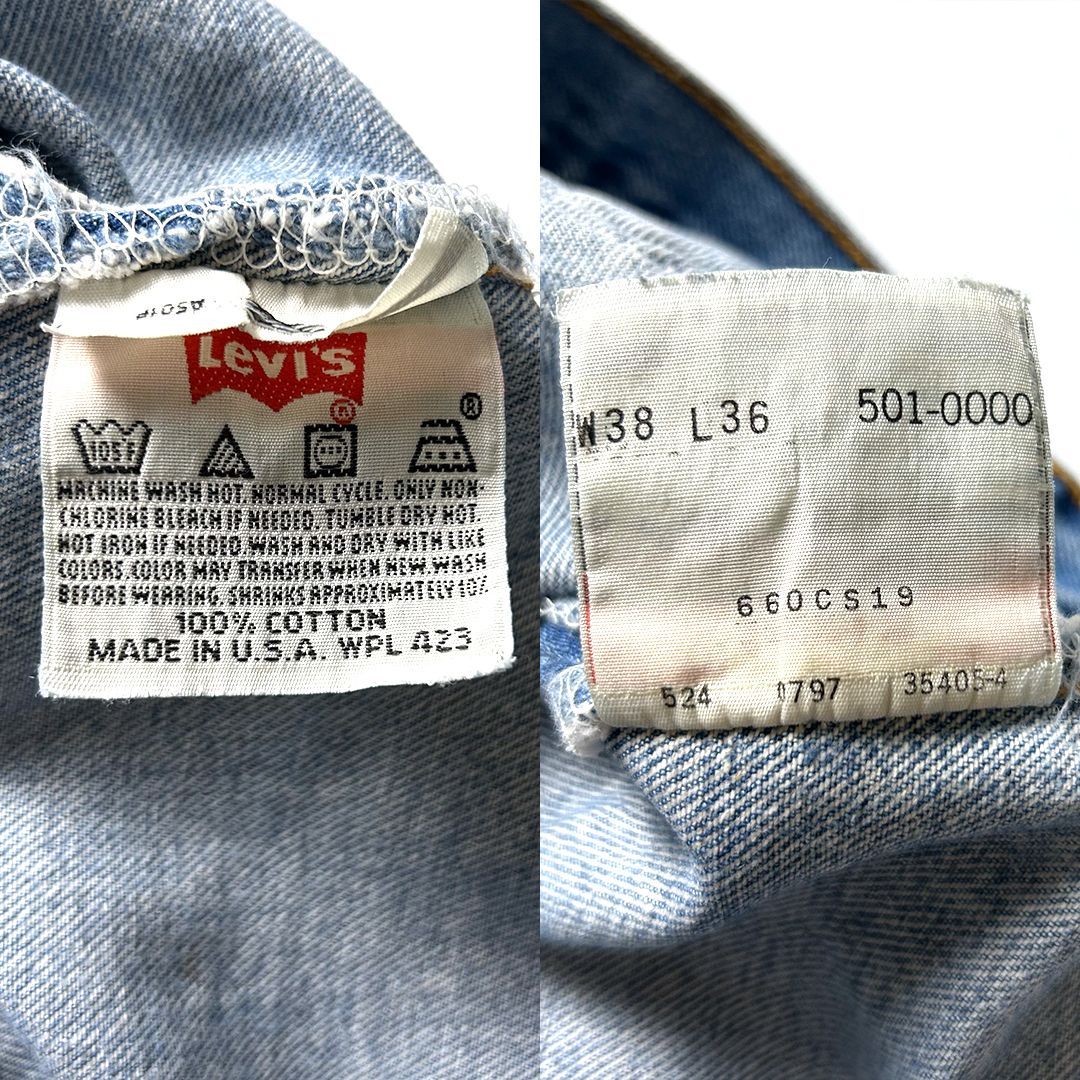 A501P
Levi's
®
®
105F
MACHINE WASH HOT. NORMAL CYCLE. ONLY NON-
CHLORINE BLEACH IF NEEDED. TUMBLE DRY HOT.
HOT IRON IF NEEDED. WASH AND DRY WITH LIKE
COLORS. COLOR MAY TRANSFER WHEN NEW. WASH
BEFORE WEARING. SHRINKS APPROXIMATELY 10%.
100% COTTON
MADE IN U.S.A. WPL 423
W38 L36 501-0000
660CS19
524 0797 35405-4